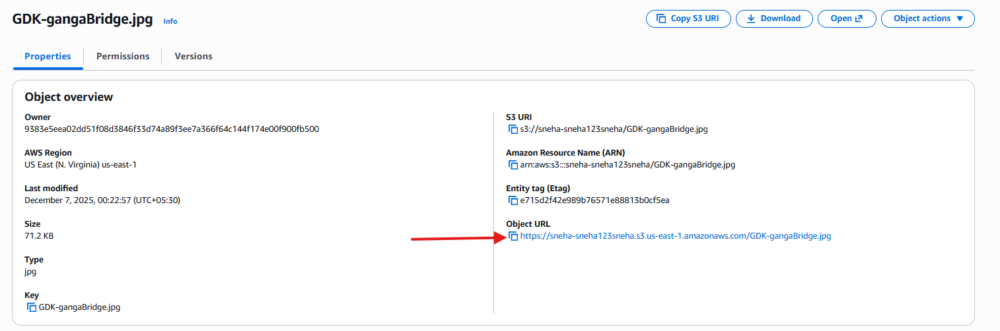 GDK-gangaBridge.jpg Info
Copy S3 URI Download Open Object actions
Properties Permissions Versions
Object overview
Owner
9383e5eea02dd51f08d3846f33d74a89f3ee7a366f64c144f174e00f900fb500
AWS Region
US East (N. Virginia) us-east-1
Last modified
December 7, 2025, 00:22:57 (UTC+05:30)
Size
71.2 KB
Type
jpg
Key
GDK-gangaBridge.jpg
S3 URI
s3://sneha-sneha123sneha/GDK-gangaBridge.jpg
Amazon Resource Name (ARN)
arn:aws:s3:::sneha-sneha123sneha/GDK-gangaBridge.jpg
Entity tag (Etag)
e715d2f42e989b76571e88813b0cf5ea
Object URL
https://sneha-sneha123sneha.s3.us-east-1.amazonaws.com/GDK-gangaBridge.jpg